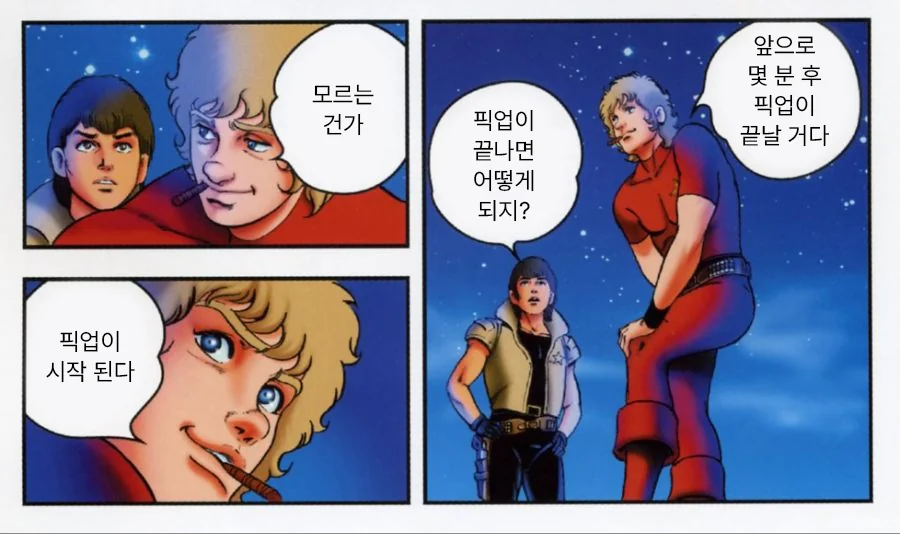 앞으로
몇 분 후
픽업이
끝날 거다
픽업이
끝나면
어떻게
되지?
모르는
건가
픽업이
시작 된다